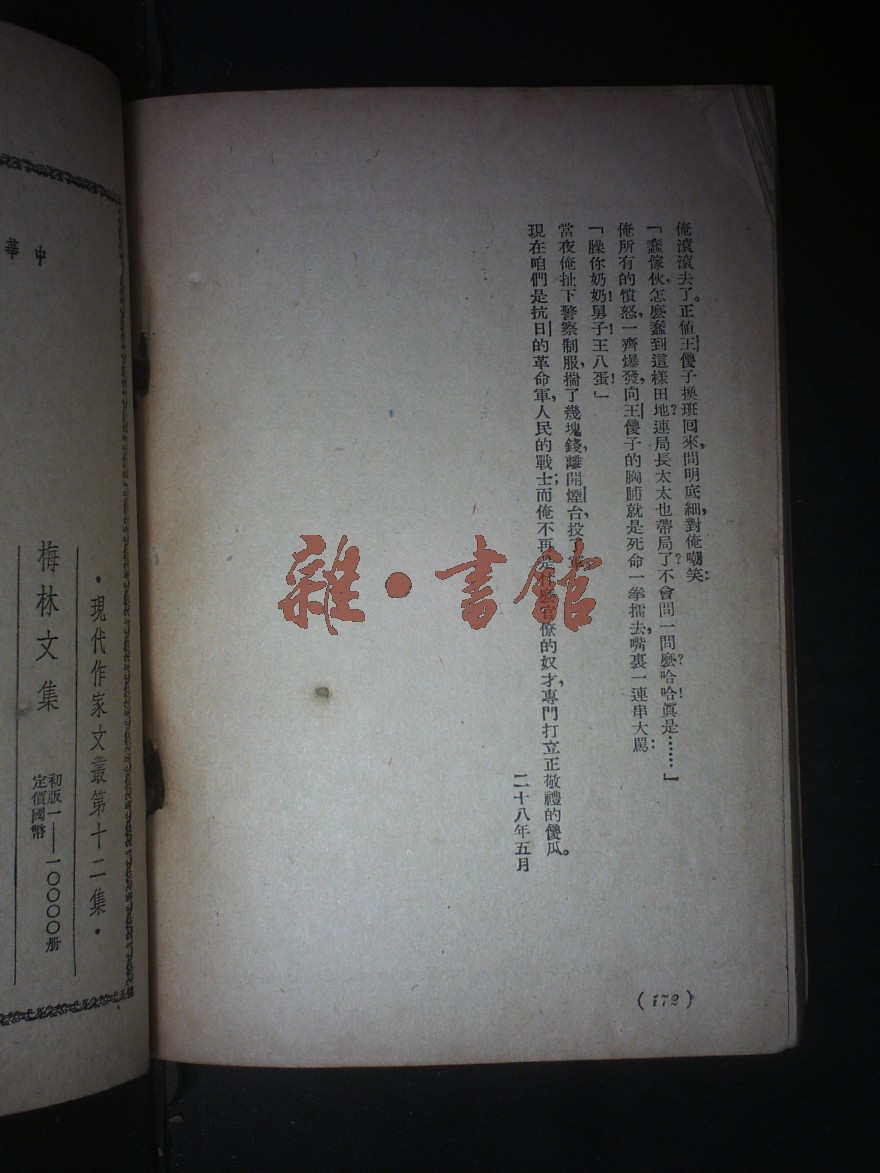 俺滾滾去了。正值王傻子換班回來，問明底細，對俺嘲笑：
「蠢傢伙，怎麽蠢到這樣田地？連局長太太也帶局了？不會問一問麽？哈哈！眞是……」
俺所有的憤怒，一齊爆發，向王傻子的胸脯就是死命一拳擂去，嘴裏一連串大罵：
「臊你奶奶！舅子！王八蛋！」
當夜俺扯下警察制服，揣了幾塊錢，離開煙台，投了
現在咱們是抗日的革命軍，人民的戰士；而俺不再是 僚的奴才，專門打立正敬禮的傻瓜。
二十八年五月
(172)
雜·書館
中華
·現代作家文叢第十二集·
梅林文集
初版一——一〇〇〇〇册
定價國幣